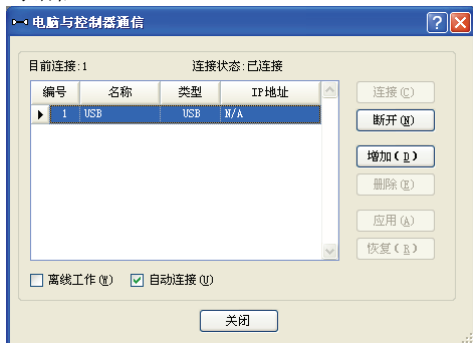 电脑与控制器通信
目前连接:1 连接状态:已连接
编号 名称 类型 IP地址
1 USB USB N/A
连接(C)
断开(N)
增加(D)
删除(E)
应用(A)
恢复(R)
离线工作(W) 自动连接(U)
关闭